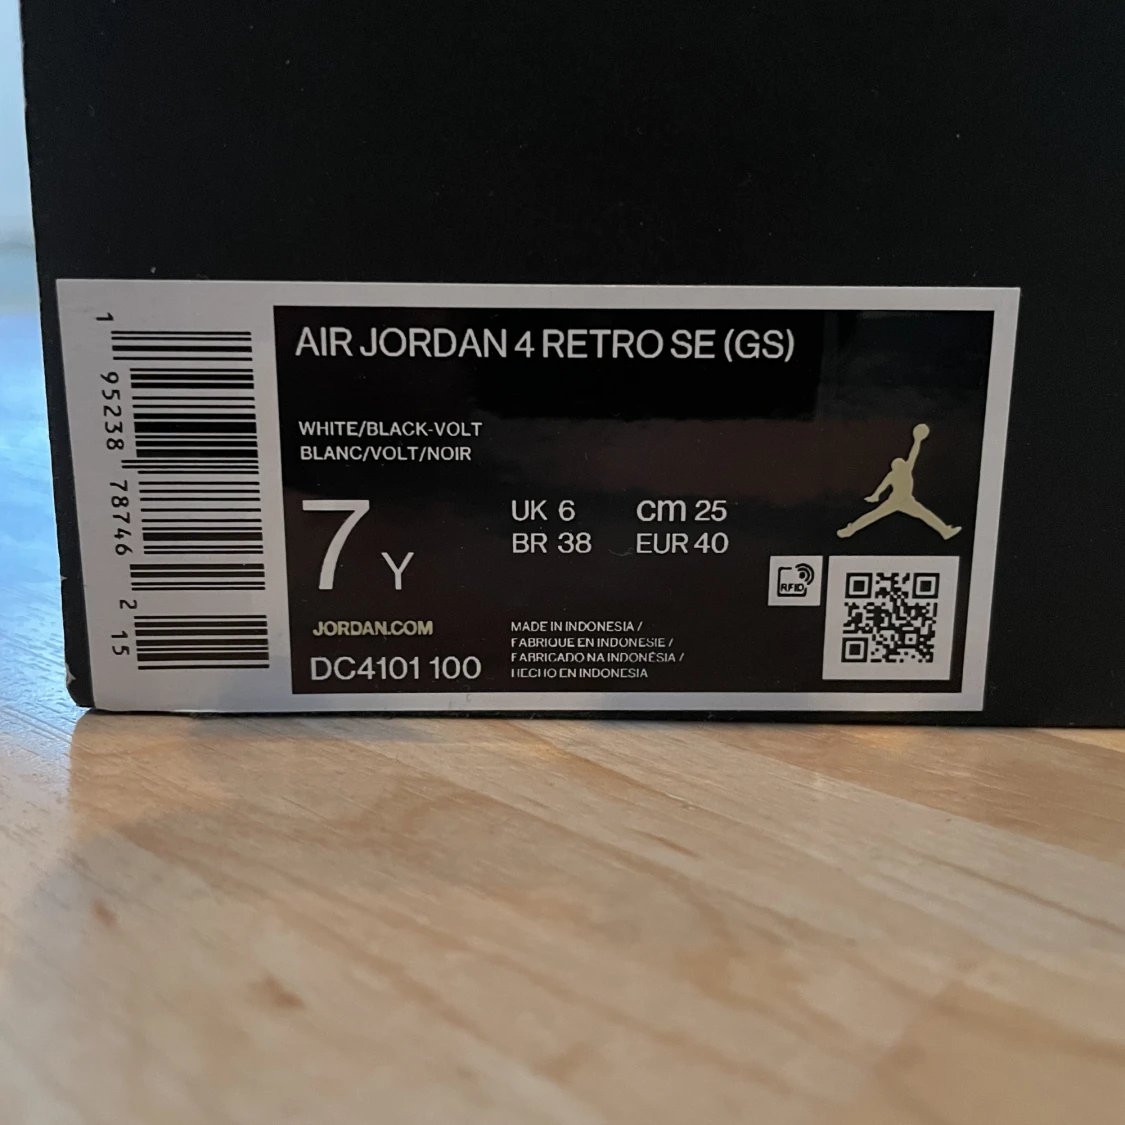 1 95238 78746 2 15
AIR JORDAN 4 RETRO SE (GS)
WHITE/BLACK-VOLT
BLANC/VOLT/NOIR
7 Y
UK 6 cm 25
BR 38 EUR 40
RFID
JORDAN.COM
DC4101 100
MADE IN INDONESIA /
FABRIQUE EN INDONESIE /
FABRICADO NA INDONÉSIA /
HECHO EN INDONESIA